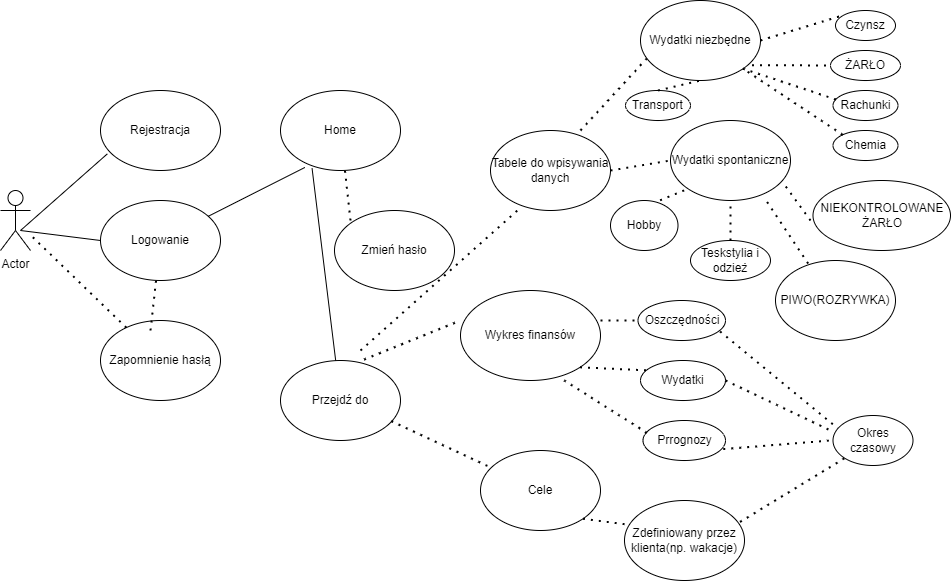 Wydatki niezbędne
Czynsz
ŻARŁO
Transport
Rachunki
Chemia
Rejestracja
Home
Tabele do wpisywania
danych
Wydatki spontaniczne
NIEKONTROLOWANE
ŻARŁO
Hobby
Teskstylia i
odzież
PIWO(ROZRYWKA)
Actor
Logowanie
Zmień hasło
Zapomnienie hasłą
Przejdź do
Wykres finansów
Oszczędności
Wydatki
Prrognozy
Okres
czasowy
Cele
Zdefiniowany przez
klienta(np. wakacje)